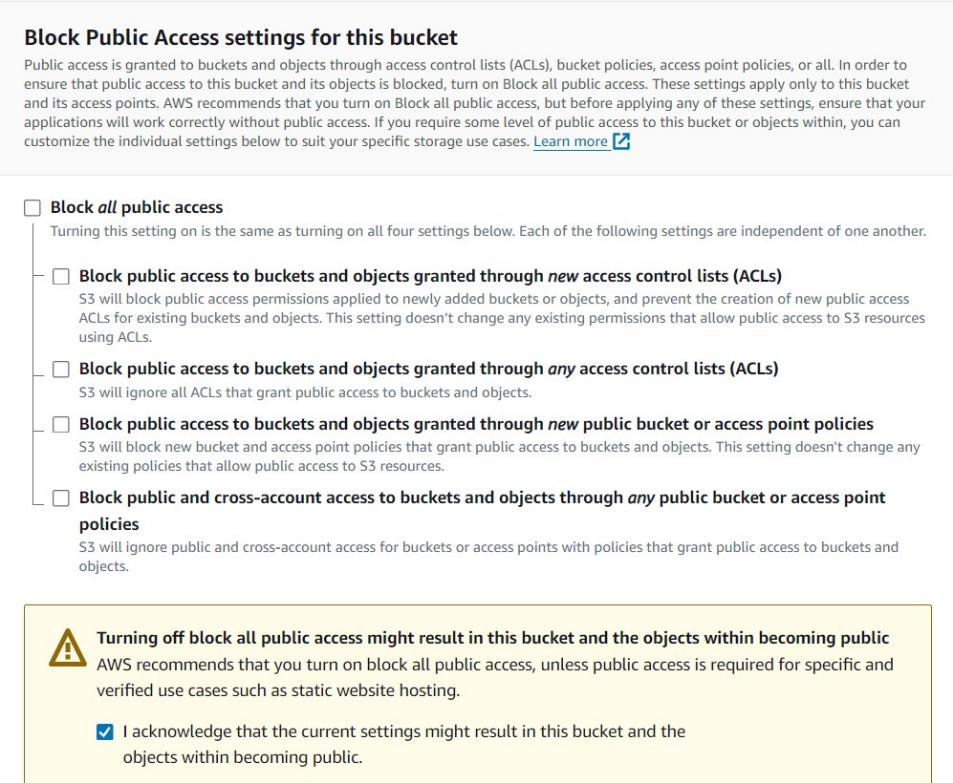 Block Public Access settings for this bucket
Public access is granted to buckets and objects through access control lists (ACLs), bucket policies, access point policies, or all. In order to
ensure that public access to this bucket and its objects is blocked, turn on Block all public access. These settings apply only to this bucket
and its access points. AWS recommends that you turn on Block all public access, but before applying any of these settings, ensure that your
applications will work correctly without public access. If you require some level of public access to this bucket or objects within, you can
customize the individual settings below to suit your specific storage use cases. Learn more
Block all public access
Turning this setting on is the same as turning on all four settings below. Each of the following settings are independent of one another.
Block public access to buckets and objects granted through new access control lists (ACLs)
S3 will block public access permissions applied to newly added buckets or objects, and prevent the creation of new public access
ACLs for existing buckets and objects. This setting doesn't change any existing permissions that allow public access to S3 resources
using ACLs.
Block public access to buckets and objects granted through any access control lists (ACLs)
S3 will ignore all ACLs that grant public access to buckets and objects.
Block public access to buckets and objects granted through new public bucket or access point policies
S3 will block new bucket and access point policies that grant public access to buckets and objects. This setting doesn't change any
existing policies that allow public access to S3 resources.
Block public and cross-account access to buckets and objects through any public bucket or access point
policies
S3 will ignore public and cross-account access for buckets or access points with policies that grant public access to buckets and
objects.
Turning off block all public access might result in this bucket and the objects within becoming public
AWS recommends that you turn on block all public access, unless public access is required for specific and
verified use cases such as static website hosting.
I acknowledge that the current settings might result in this bucket and the
objects within becoming public.